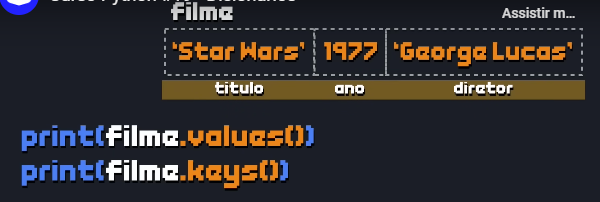 filme
Assistir m...
'Star Wars' 1977 'George Lucas'
titulo ano diretor
print(filme.values())
print(filme.keys())